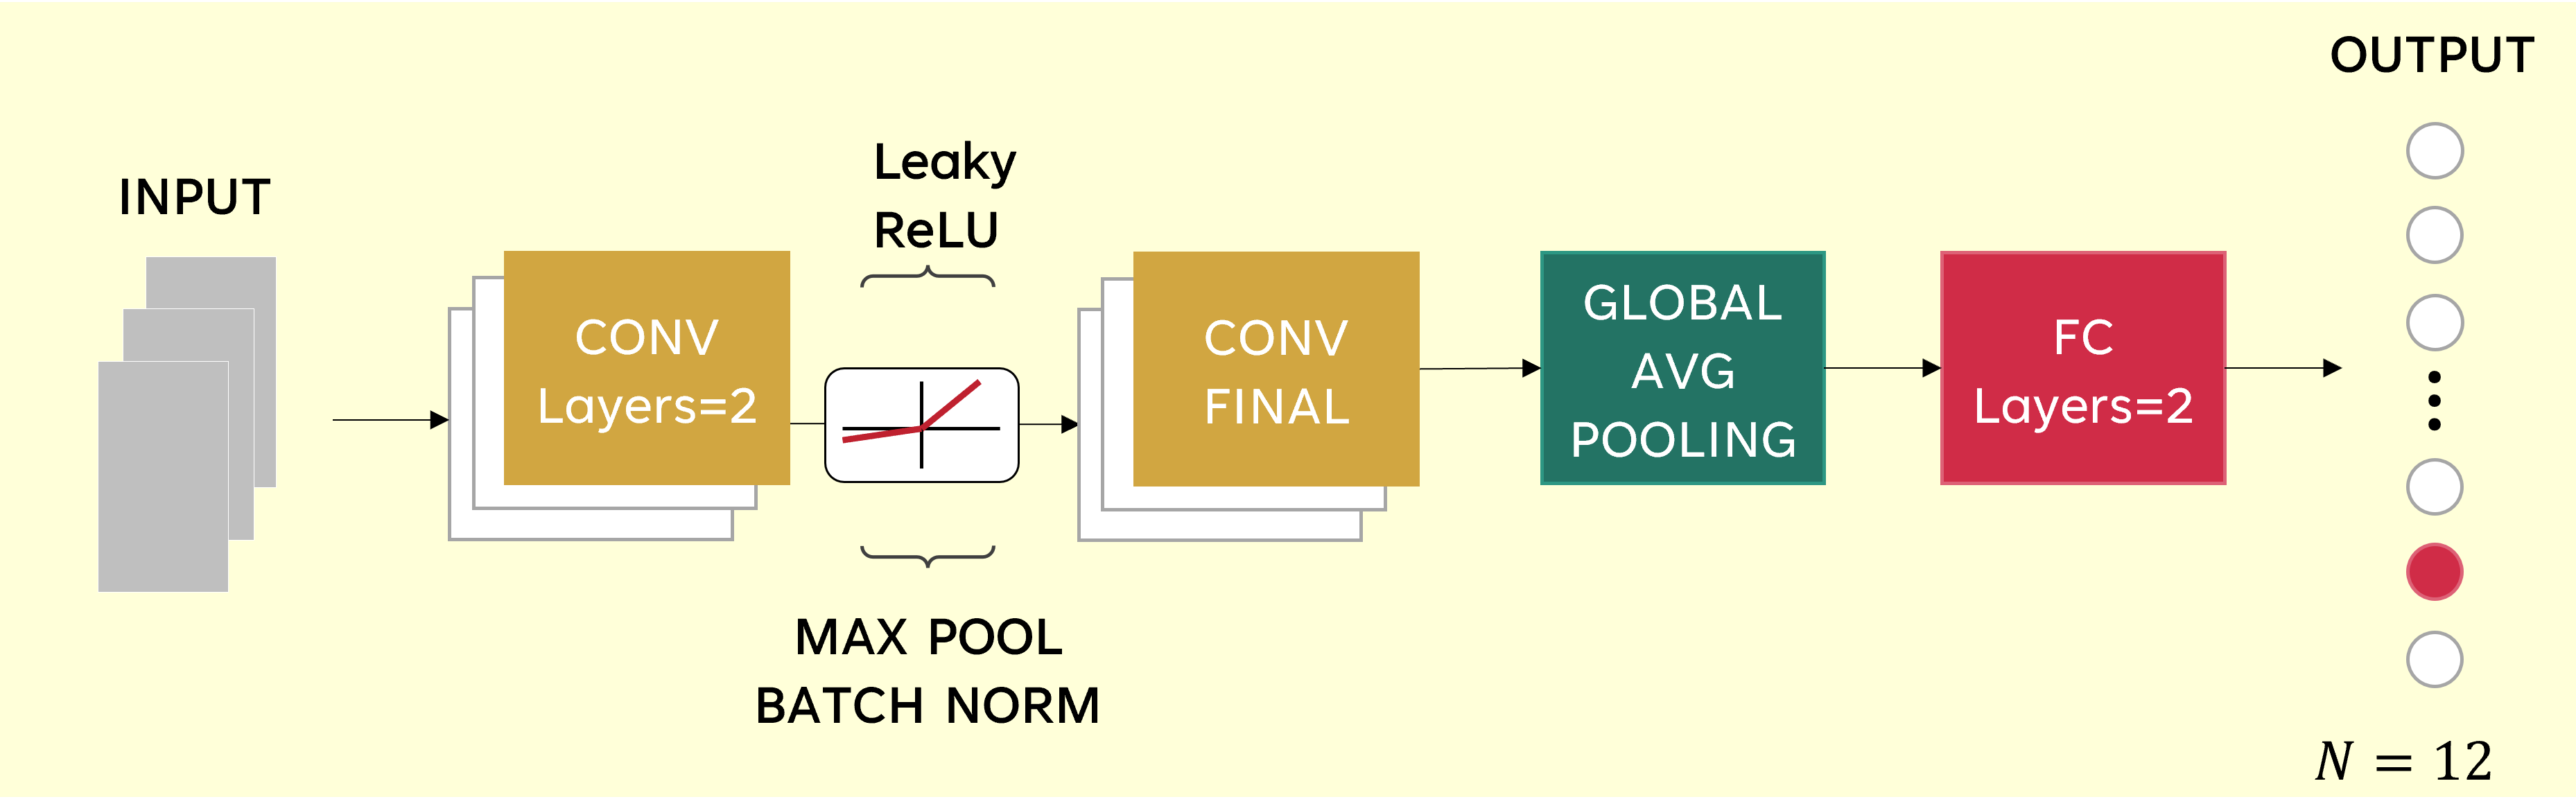 INPUT
CONV
Layers=2
Leaky
ReLU
MAX POOL
BATCH NORM
CONV
FINAL
GLOBAL
AVG
POOLING
FC
Layers=2
OUTPUT
N = 12